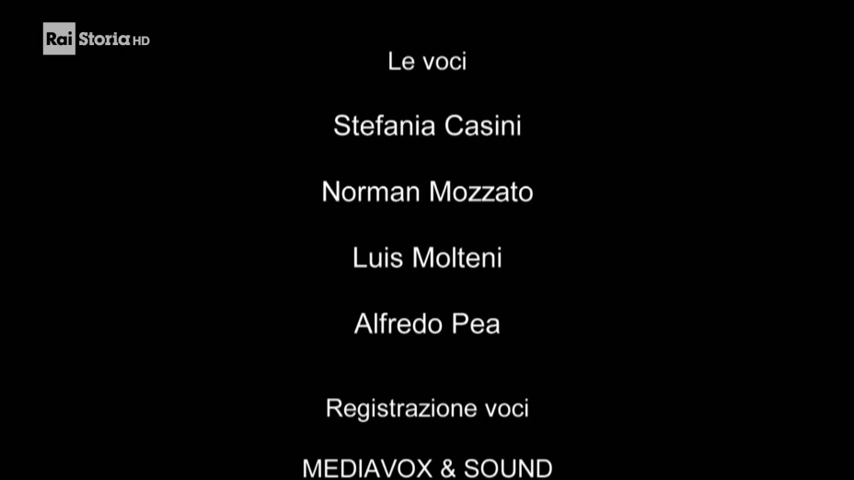 Rai Storia HD
Le voci
Stefania Casini
Norman Mozzato
Luis Molteni
Alfredo Pea
Registrazione voci
MEDIAVOX & SOUND